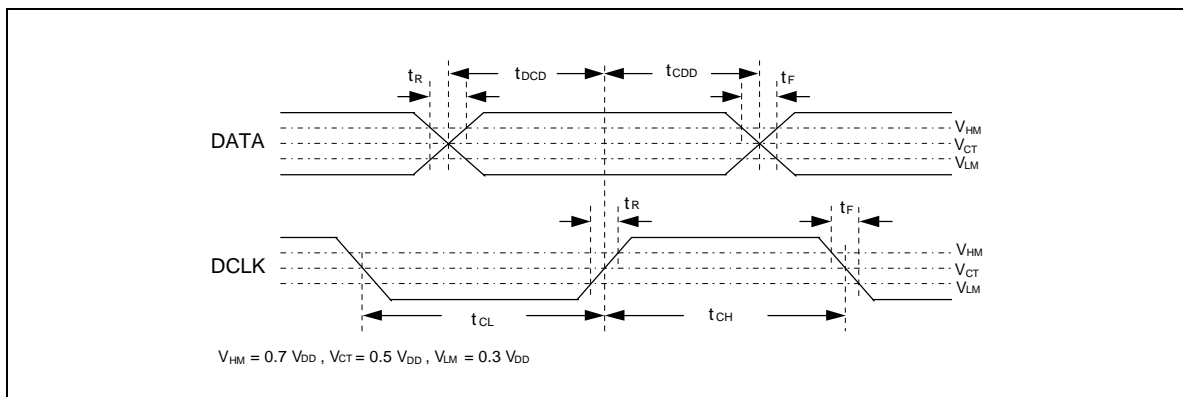 tR tDCD tCDD tF
DATA
VHM
VCT
VLM
tR tF
DCLK
VHM
VCT
VLM
tCL tCH
VHM = 0.7 VDD , VCT = 0.5 VDD , VLM = 0.3 VDD